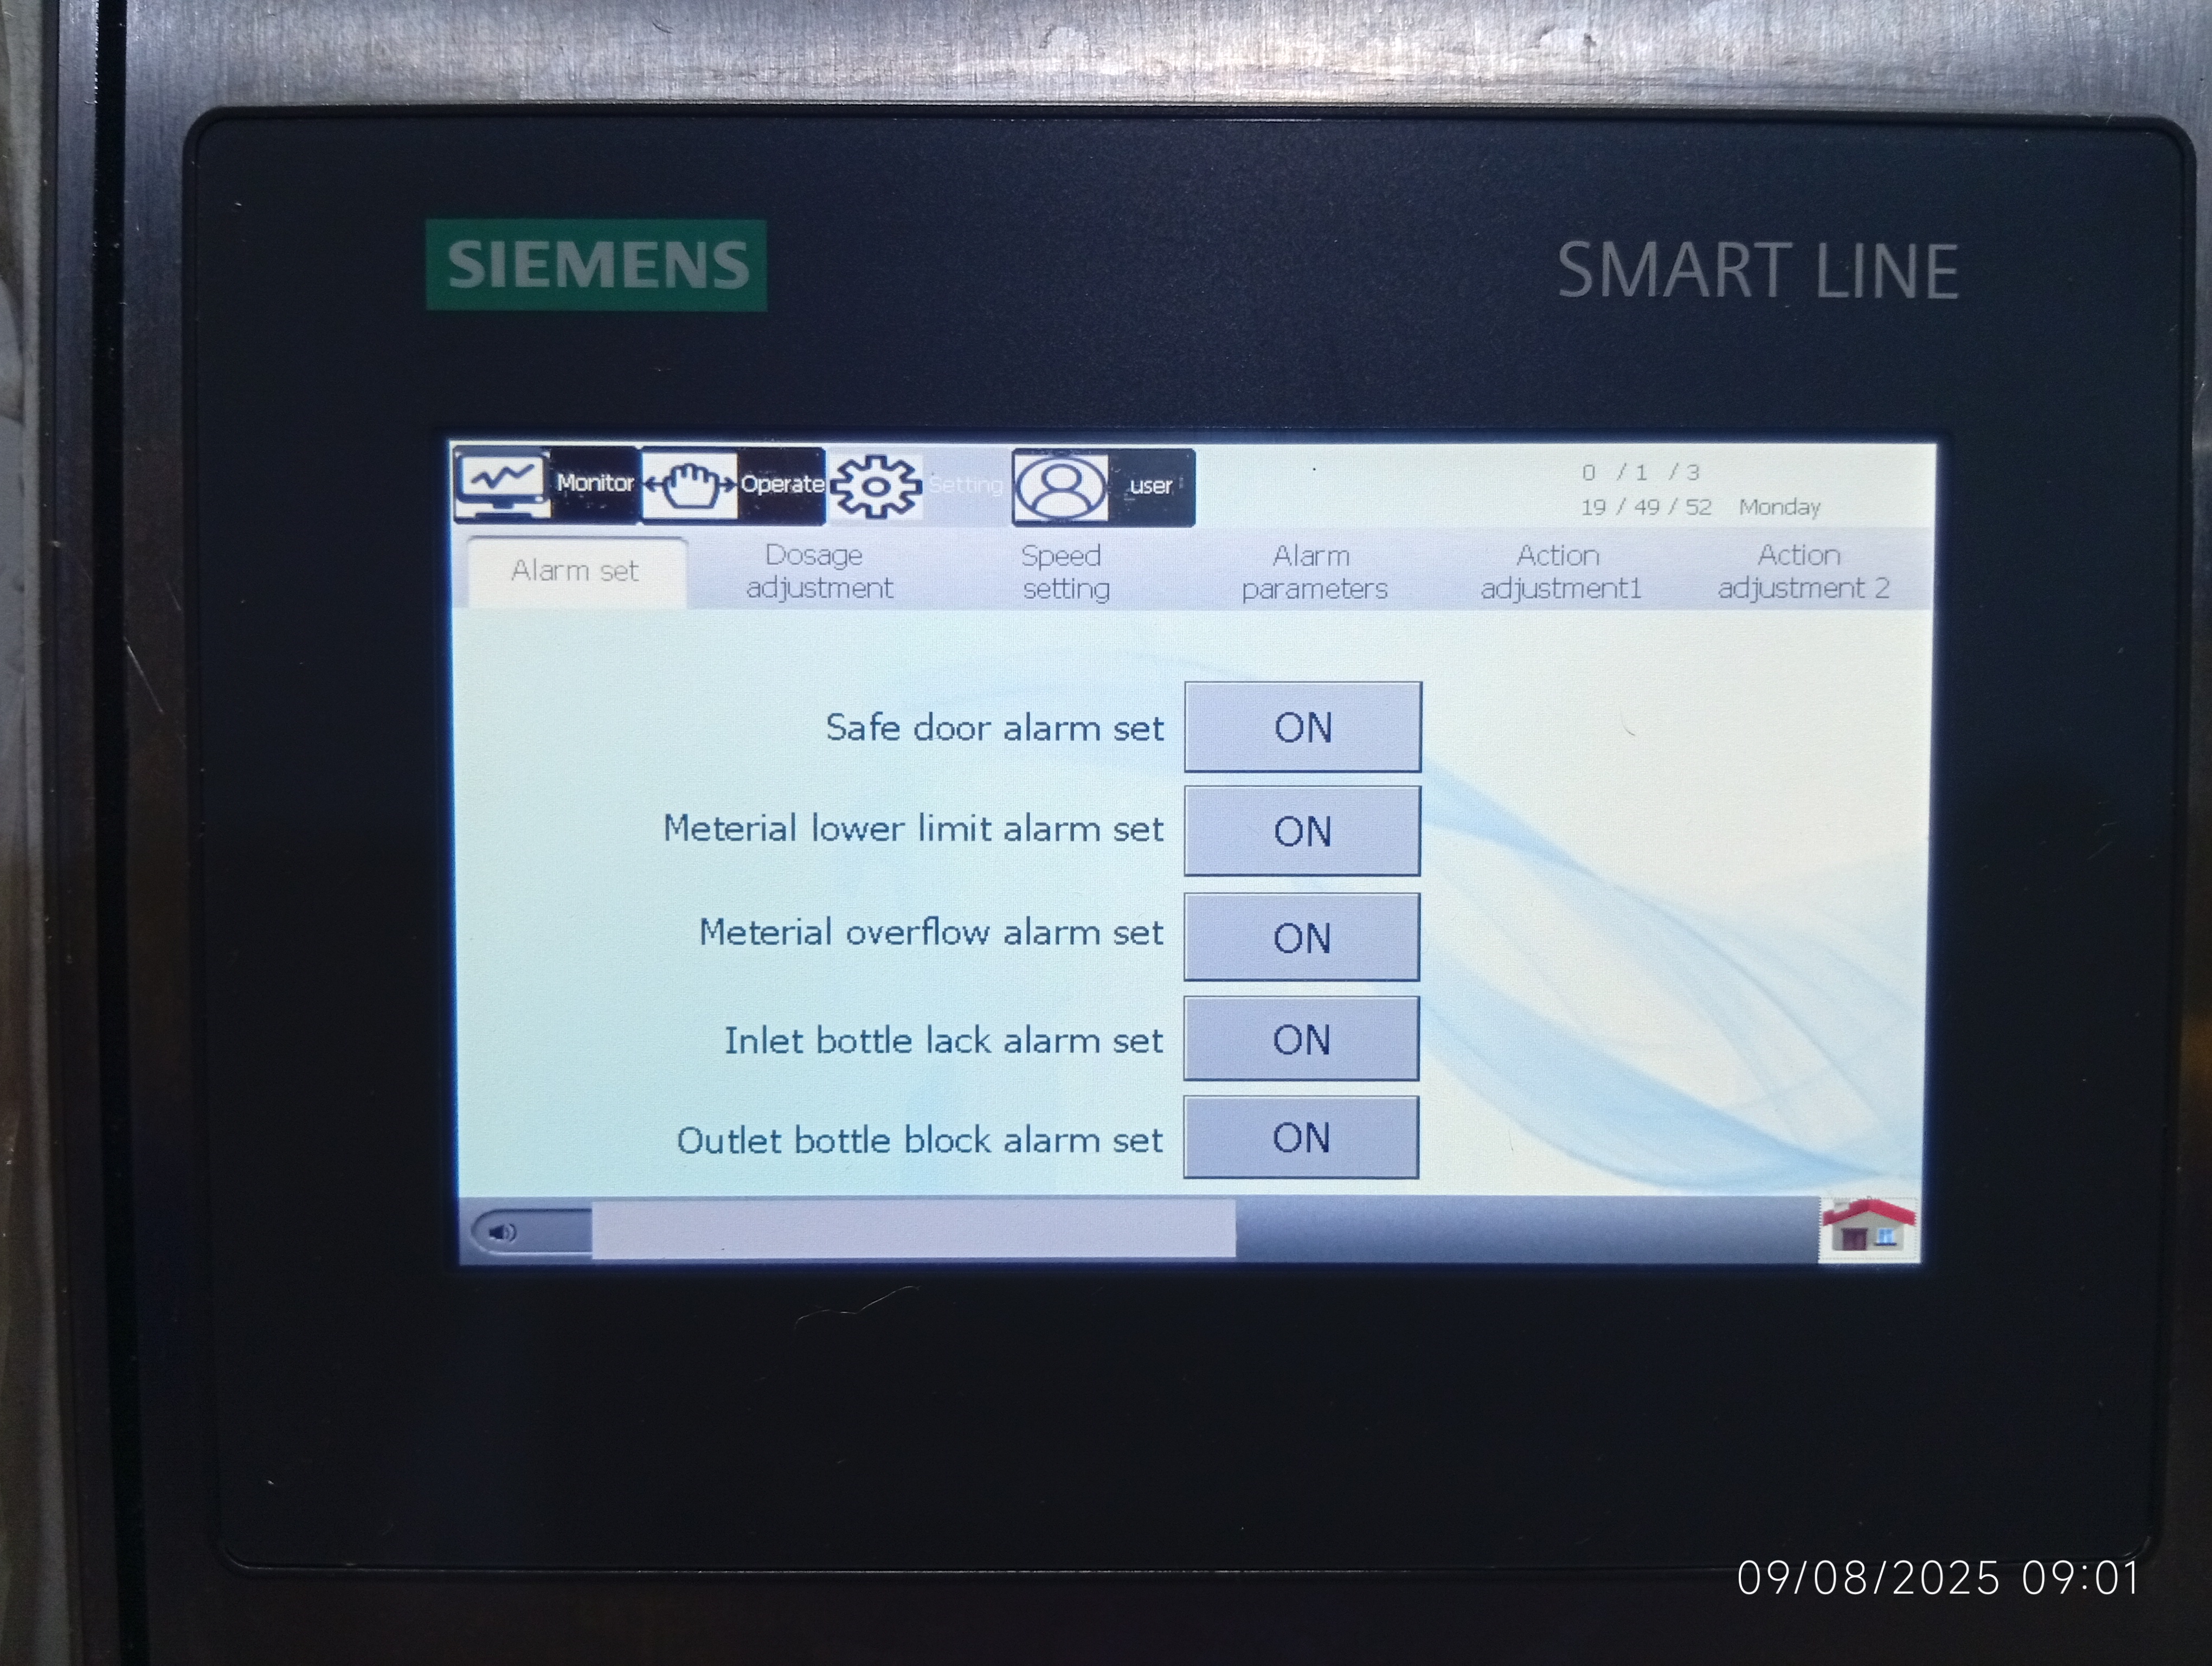 SIEMENS
SMART LINE
Monitor
Operate
Setting
user
0 / 1 / 3
19 / 49 / 52 Monday
Alarm set
Dosage
adjustment
Speed
setting
Alarm
parameters
Action
adjustment1
Action
adjustment 2
Safe door alarm set ON
Meterial lower limit alarm set ON
Meterial overflow alarm set ON
Inlet bottle lack alarm set ON
Outlet bottle block alarm set ON
09/08/2025 09:01